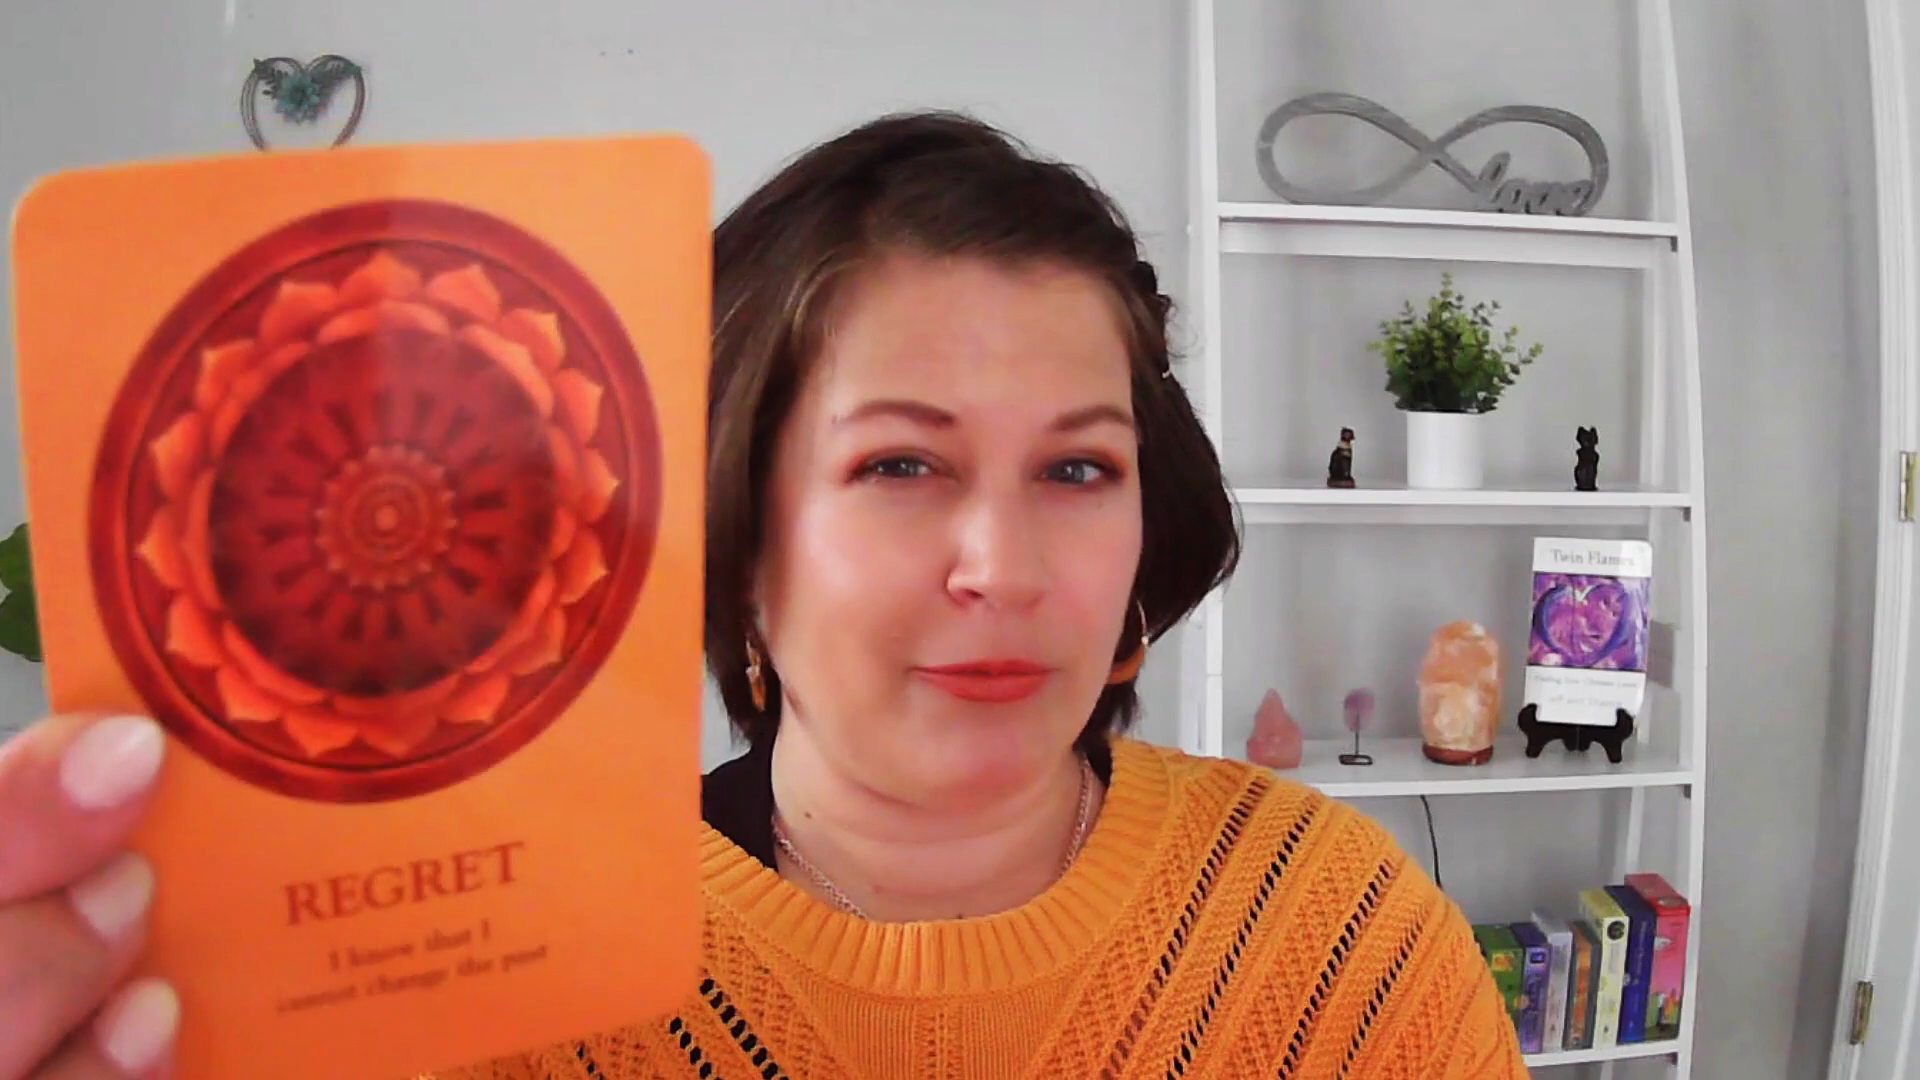 REGRET
I know that I
cannot change the past
love
Twin Flames